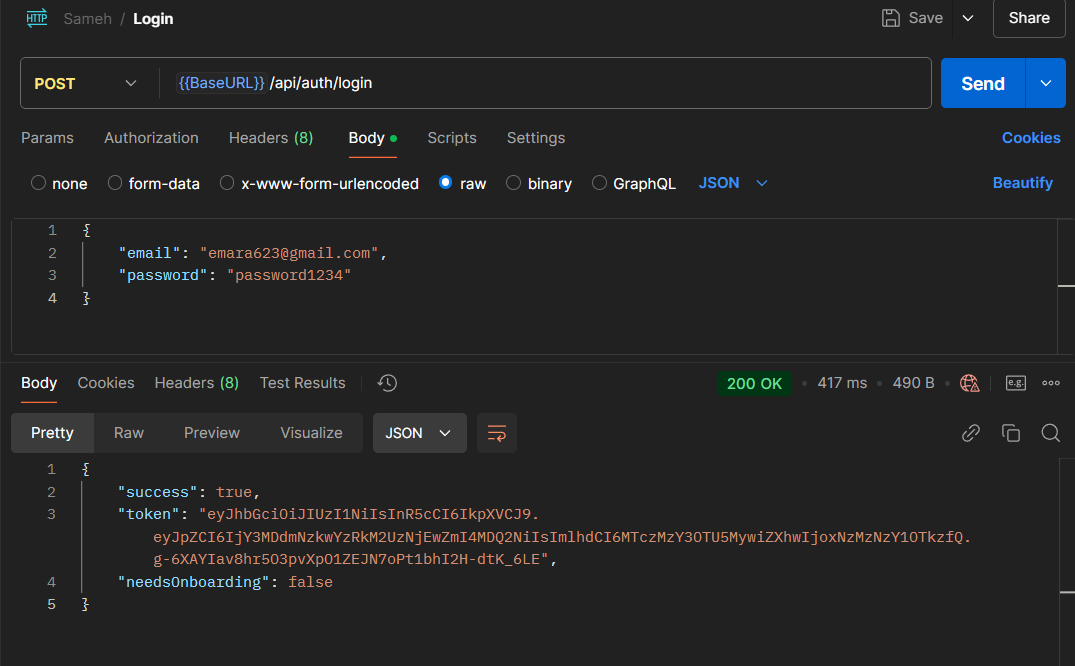 HTTP Sameh / Login Save Share
POST {{BaseURL}} /api/auth/login Send
Params Authorization Headers (8) Body Scripts Settings Cookies
none form-data x-www-form-urlencoded raw binary GraphQL JSON Beautify
1 {
2 "email": "emara623@gmail.com",
3 "password": "password1234"
4 }
Body Cookies Headers (8) Test Results 200 OK 417 ms 490 B e.g.
Pretty Raw Preview Visualize JSON
1 {
2 "success": true,
3 "token": "eyJhbGciOiJIUzI1NiIsInR5cCI6IkpXVCJ9.
eyJpZCI6IjY3MDdmNzkwYzRkM2UzNjEwZmI4MDQ2NiIsImlhdCI6MTczMzY3OTU5MywiZXhwIjoxNzMzNzY1OTkzfQ.
g-6XAYIav8hr5O3pvXpO1ZEJN7oPt1bhI2H-dtK_6LE",
4 "needsOnboarding": false
5 }